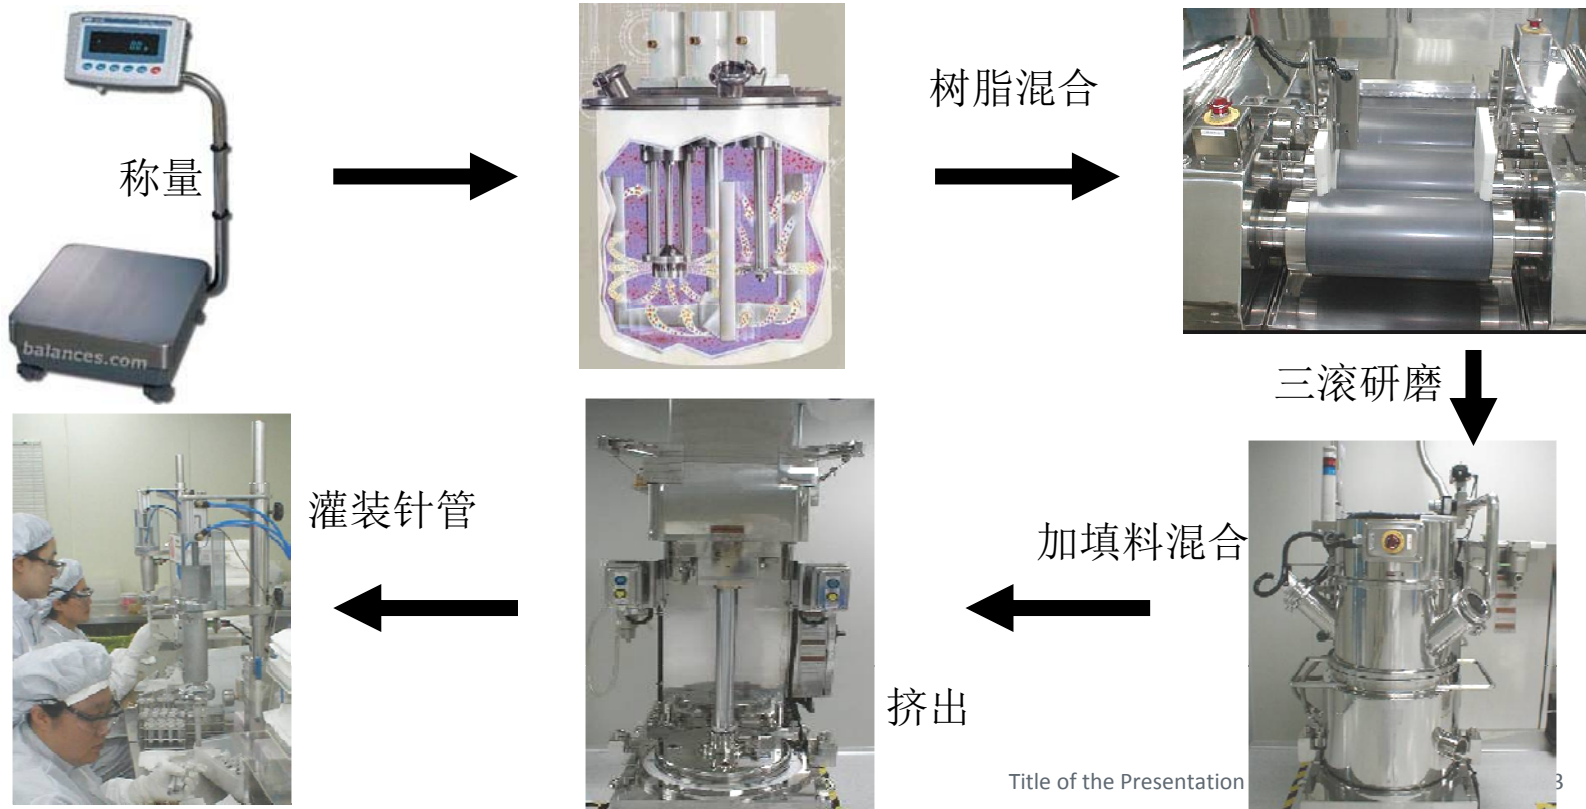 称量
balances.com
树脂混合
三滚研磨
加填料混合
挤出
灌装针管
Title of the Presentation
3